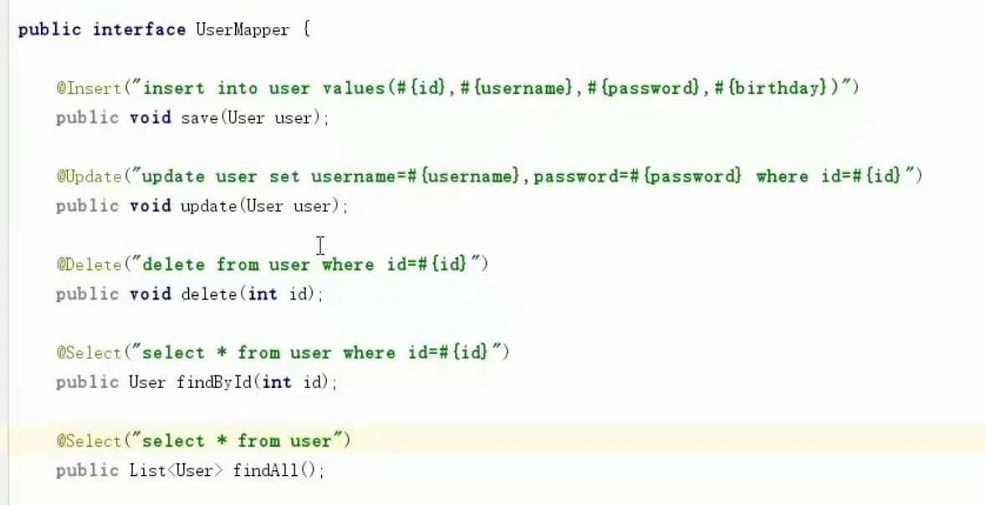 public interface UserMapper {
@Insert("insert into user values(#{id},#{username},#{password},#{birthday})")
public void save(User user);
@Update("update user set username=#{username},password=#{password} where id=#{id}")
public void update(User user);
@Delete("delete from user where id=#{id}")
public void delete(int id);
@Select("select * from user where id=#{id}")
public User findById(int id);
@Select("select * from user")
public List<User> findAll();